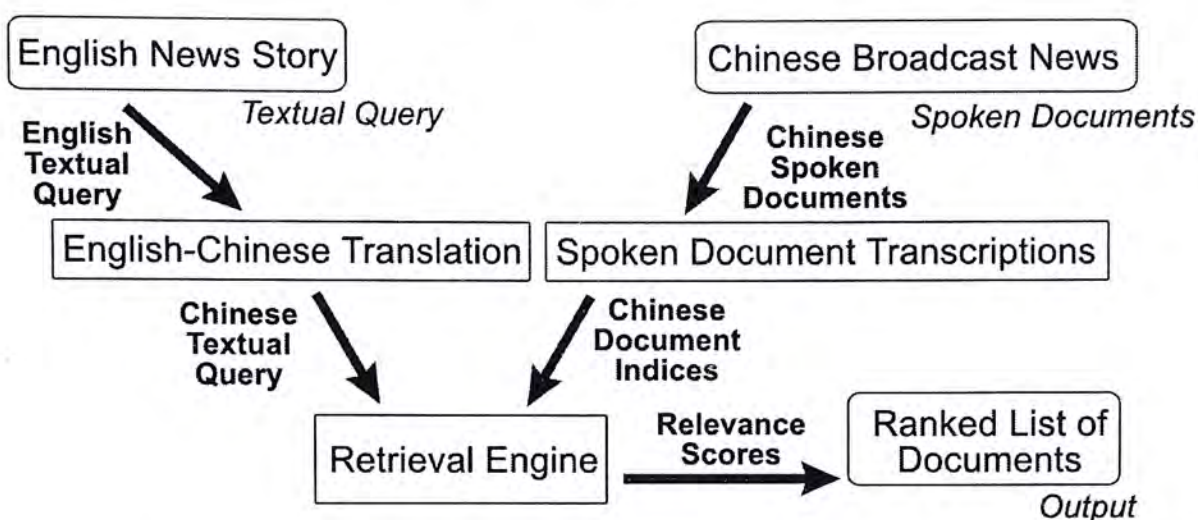 English News Story
Textual Query
Chinese Broadcast News
Spoken Documents
English
Textual
Query
Chinese
Spoken
Documents
English-Chinese Translation
Spoken Document Transcriptions
Chinese
Textual
Query
Chinese
Document
Indices
Retrieval Engine
Relevance
Scores
Ranked List of
Documents
Output